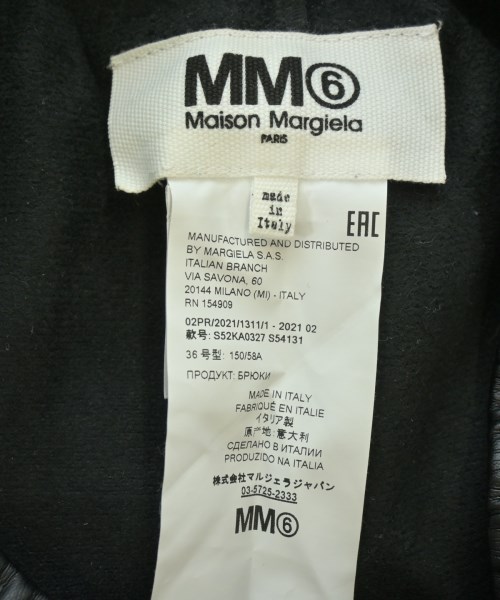 MM⑥
Maison Margiela
PARIS
made
in
Italy
EAC
MANUFACTURED AND DISTRIBUTED
BY MARGIELA S.A.S.
ITALIAN BRANCH
VIA SAVONA, 60
20144 MILANO (MI) - ITALY
RN 154909
02PR/2021/1311/1 - 2021 02
款号: S52KA0327 S54131
36 号型: 150/58A
ПРОДУКТ: БРЮКИ
MADE IN ITALY
FABRIQUÉ EN ITALIE
イタリア製
原产地: 意大利
СДЕЛАНО В ИТАЛИИ
PRODUZIDO NA ITALIA
株式会社マルジェラジャパン
03-5725-2333
MM⑥